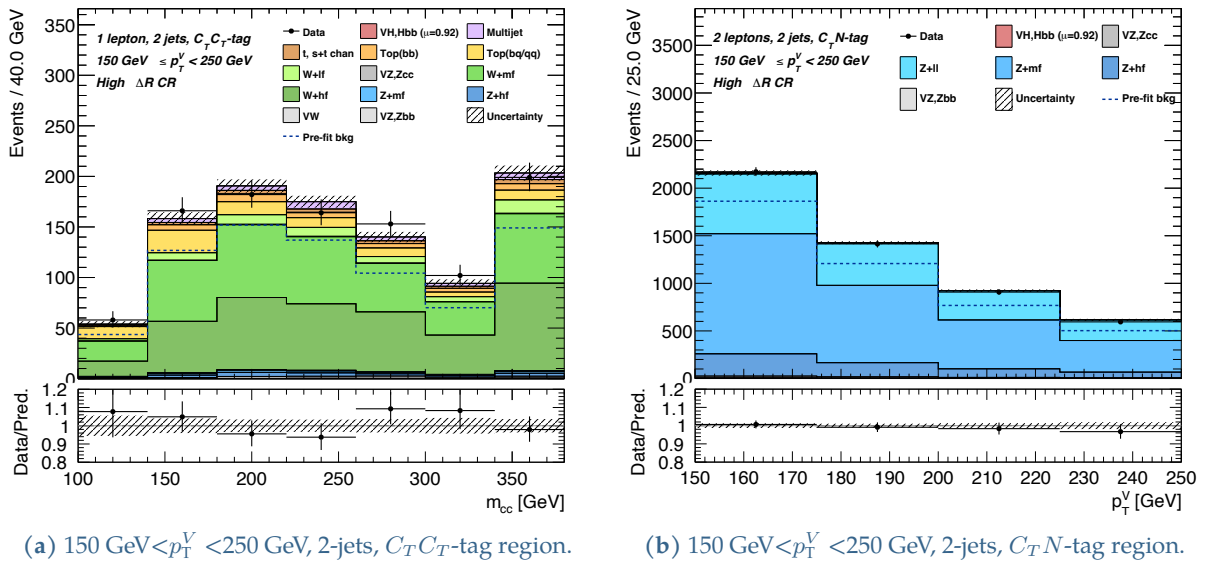 Events / 40.0 GeV
350
300
250
200
150
100
50
0
1 lepton, 2 jets, C_T C_T-tag
150 GeV ≤ p_T^V < 250 GeV
High ΔR CR
Data
VH,Hbb (μ=0.92)
Multijet
t, s+t chan
Top(bb)
Top(bq/qq)
W+lf
VZ,Zcc
W+mf
W+hf
Z+mf
Z+hf
VW
VZ,Zbb
Uncertainty
Pre-fit bkg
Data/Pred.
1.2
1.1
1
0.9
0.8
100 150 200 250 300 350
m_cc [GeV]
(a) 150 GeV<p_T^V <250 GeV, 2-jets, C_T C_T-tag region.
Events / 25.0 GeV
3500
3000
2500
2000
1500
1000
500
0
2 leptons, 2 jets, C_T N-tag
150 GeV ≤ p_T^V < 250 GeV
High ΔR CR
Data
VH,Hbb (μ=0.92)
VZ,Zcc
Z+ll
Z+mf
Z+hf
VZ,Zbb
Uncertainty
Pre-fit bkg
Data/Pred.
1.2
1.1
1
0.9
0.8
150 160 170 180 190 200 210 220 230 240 250
p_T^V [GeV]
(b) 150 GeV<p_T^V <250 GeV, 2-jets, C_T N-tag region.